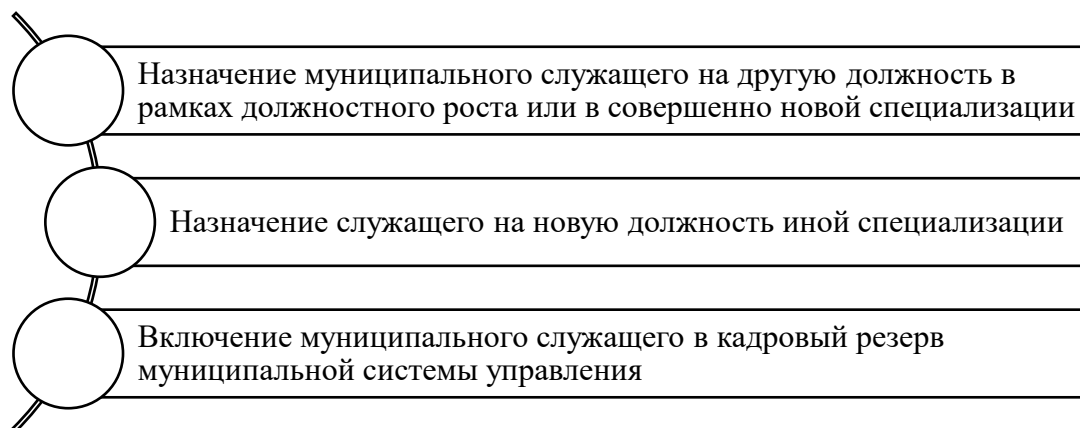 Назначение муниципального служащего на другую должность в
рамках должностного роста или в совершенно новой специализации
Назначение служащего на новую должность иной специализации
Включение муниципального служащего в кадровый резерв
муниципальной системы управления